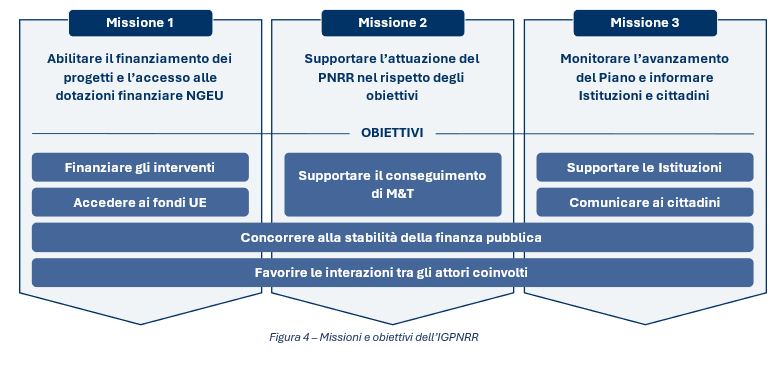 Missione 1
Missione 2
Missione 3
Abilitare il finanziamento dei
progetti e l'accesso alle
dotazioni finanziare NGEU
Supportare l'attuazione del
PNRR nel rispetto degli
obiettivi
Monitorare l'avanzamento
del Piano e informare
Istituzioni e cittadini
OBIETTIVI
Finanziare gli interventi
Accedere ai fondi UE
Supportare il conseguimento
di M&T
Supportare le Istituzioni
Comunicare ai cittadini
Concorrere alla stabilità della finanza pubblica
Favorire le interazioni tra gli attori coinvolti
Figura 4 – Missioni e obiettivi dell'IGPNRR